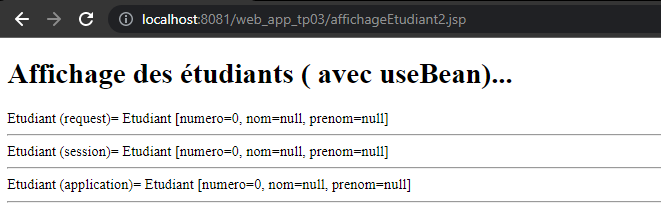 localhost:8081/web_app_tp03/affichageEtudiant2.jsp
Affichage des étudiants ( avec useBean)...
Etudiant (request)= Etudiant [numero=0, nom=null, prenom=null]
Etudiant (session)= Etudiant [numero=0, nom=null, prenom=null]
Etudiant (application)= Etudiant [numero=0, nom=null, prenom=null]